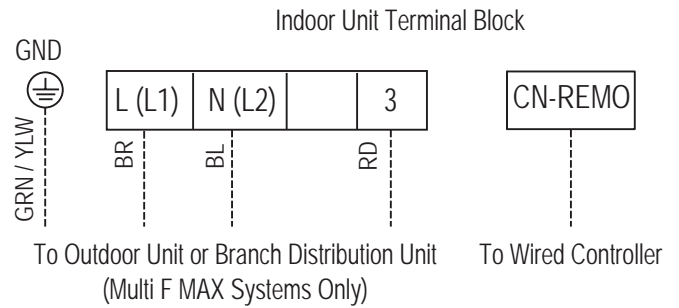 Indoor Unit Terminal Block
GND
L (L1) N (L2) 3 CN-REMO
GRN / YLW BR BL RD
To Outdoor Unit or Branch Distribution Unit To Wired Controller
(Multi F MAX Systems Only)